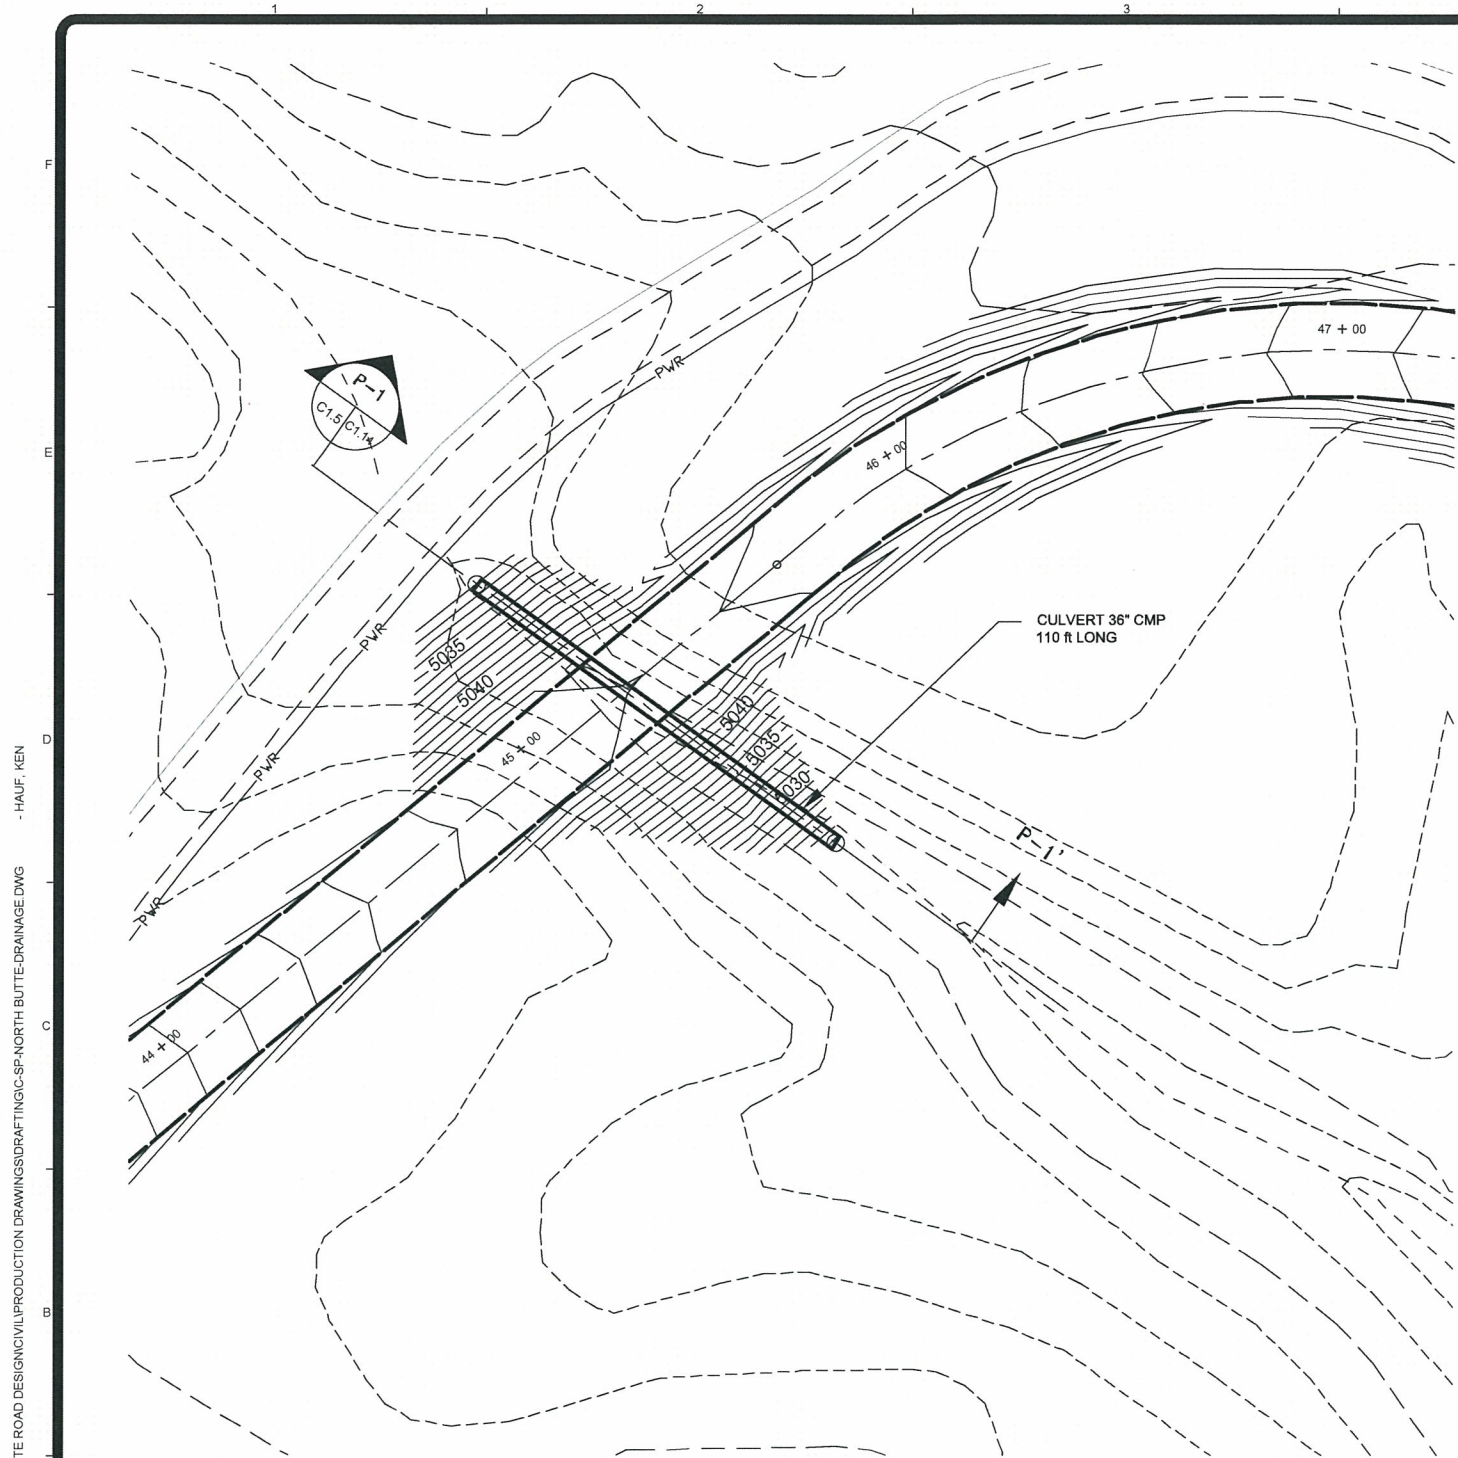 1
2
3
F
E
D
C
B
47 + 00
P-1
C1.5
C1.14
PWR
46 + 00
CULVERT 36" CMP
110 ft LONG
PWR
5035
5040
5040
5035
5030
45 + 00
PWR
P-1'
PWR
44 + 00
- HAUF, KEN
TE ROAD DESIGN\CIVIL\PRODUCTION DRAWINGS\DRAFTING\C-SP-NORTH BUTTE-DRAINAGE.DWG